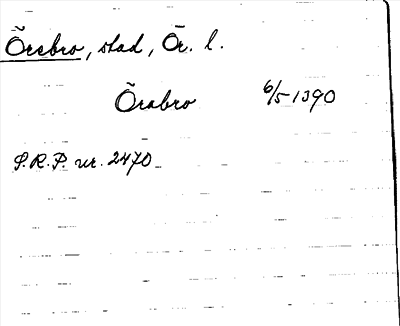 Örebro, stad, Ör. l.
Örabro 6/5 1390
S.R.P. nr. 2470